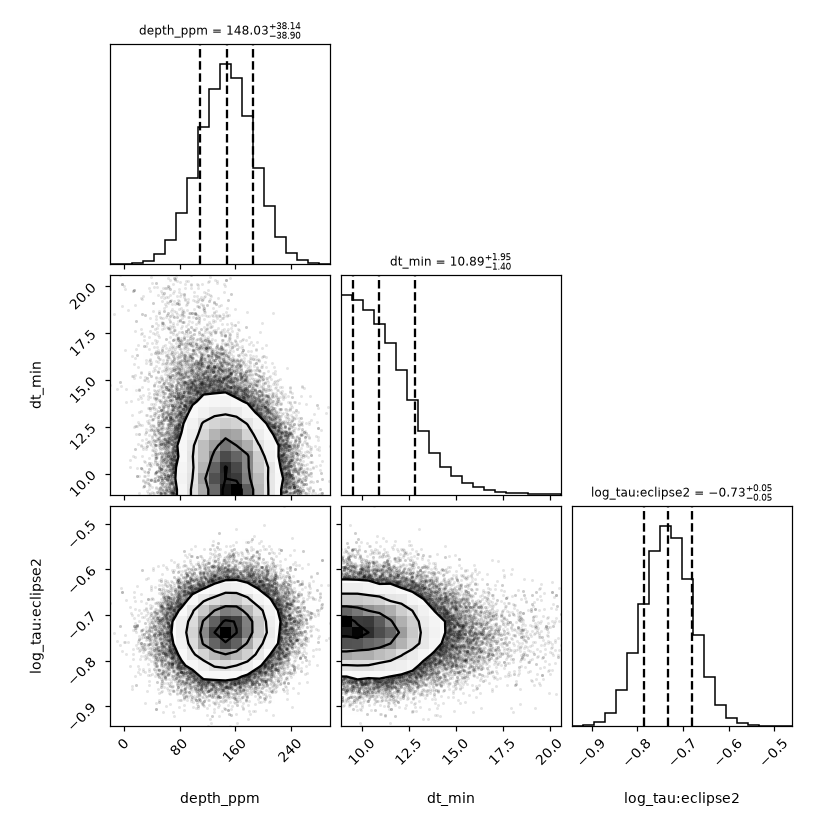 depth_ppm = 148.03+38.14−38.90
20.0
17.5
15.0
12.5
10.0
dt_min
dt_min = 10.89+1.95−1.40
−0.5
−0.6
−0.7
−0.8
−0.9
log_tau:eclipse2
log_tau:eclipse2 = −0.73+0.05−0.05
0 80 160 240
10.0 12.5 15.0 17.5 20.0
−0.9 −0.8 −0.7 −0.6 −0.5
depth_ppm dt_min log_tau:eclipse2